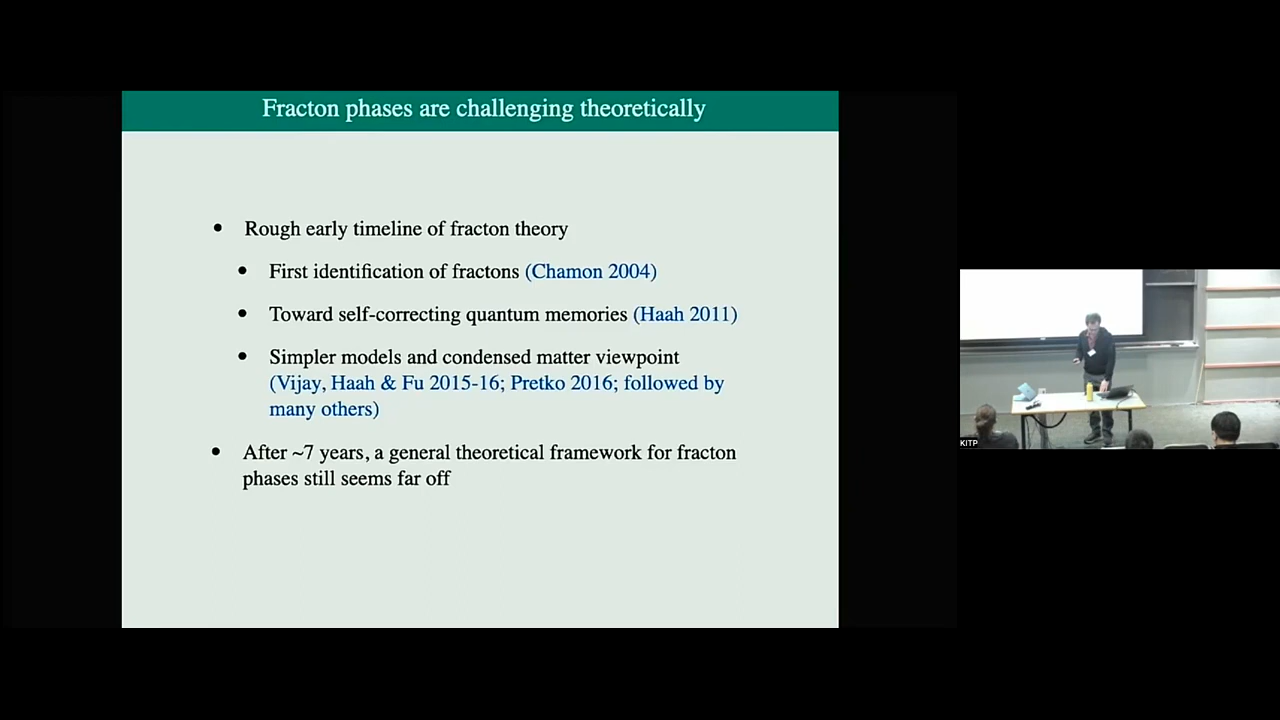 Fracton phases are challenging theoretically
• Rough early timeline of fracton theory
• First identification of fractons (Chamon 2004)
• Toward self-correcting quantum memories (Haah 2011)
• Simpler models and condensed matter viewpoint
(Vijay, Haah & Fu 2015-16; Pretko 2016; followed by
many others)
• After ~7 years, a general theoretical framework for fracton
phases still seems far off
KITP